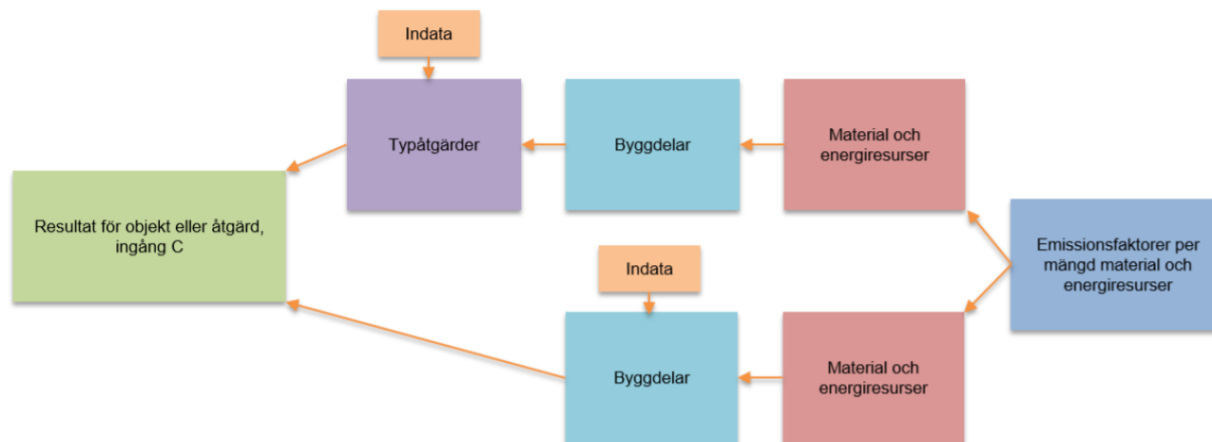 Indata
Typåtgärder
Byggdelar
Material och
energiresurser
Resultat för objekt eller åtgärd,
ingång C
Emissionsfaktorer per
mängd material och
energiresurser
Indata
Byggdelar
Material och
energiresurser